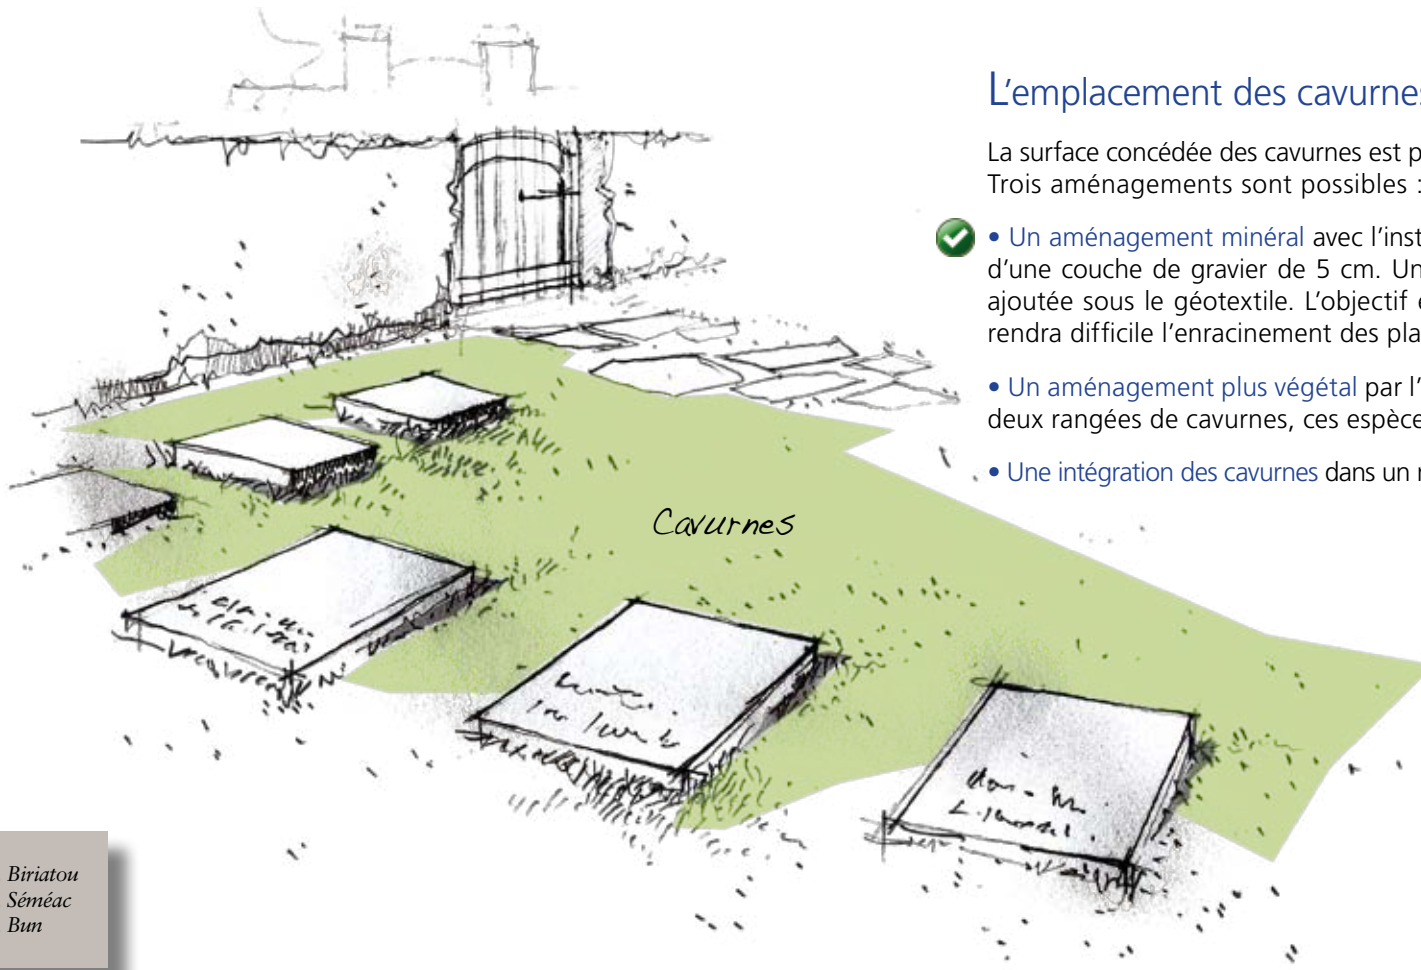 L'emplacement des cavurnes
La surface concédée des cavurnes est p
Trois aménagements sont possibles :
• Un aménagement minéral avec l'inst
d'une couche de gravier de 5 cm. Un
ajoutée sous le géotextile. L'objectif e
rendra difficile l'enracinement des pla
• Un aménagement plus végétal par l'
deux rangées de cavurnes, ces espèce
• Une intégration des cavurnes dans un r
Cavurnes
Biriatou
Séméac
Bun